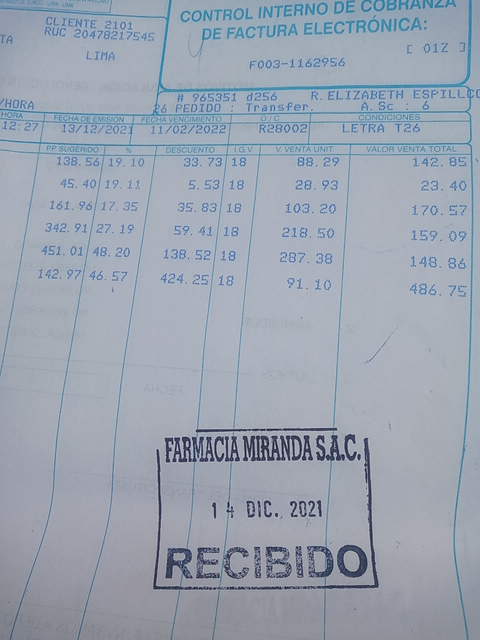 CLIENTE 2101
RUC 20478217545
LIMA
CONTROL INTERNO DE COBRANZA
DE FACTURA ELECTRÓNICA:
[ 01Z ]
F003-1162956
# 965351 d256 R.ELIZABETH ESPILLCO
/HORA 26 PEDIDO : Transfer. A.Sc : 6
HORA FECHA DE EMISION FECHA VENCIMIENTO O / C CONDICIONES
12:27 13/12/2021 11/02/2022 R28002 LETRA T26
PP. SUGERIDO % DESCUENTO I.G.V V. VENTA UNIT. VALOR VENTA TOTAL
138.56 19.10 33.73 18 88.29 142.85
45.40 19.11 5.53 18 28.93 23.40
161.96 17.35 35.83 18 103.20 170.57
342.91 27.19 59.41 18 218.50 159.09
451.01 48.20 138.52 18 287.38 148.86
142.97 46.57 424.25 18 91.10 486.75
FARMACIA MIRANDA S.A.C.
14 DIC. 2021
RECIBIDO